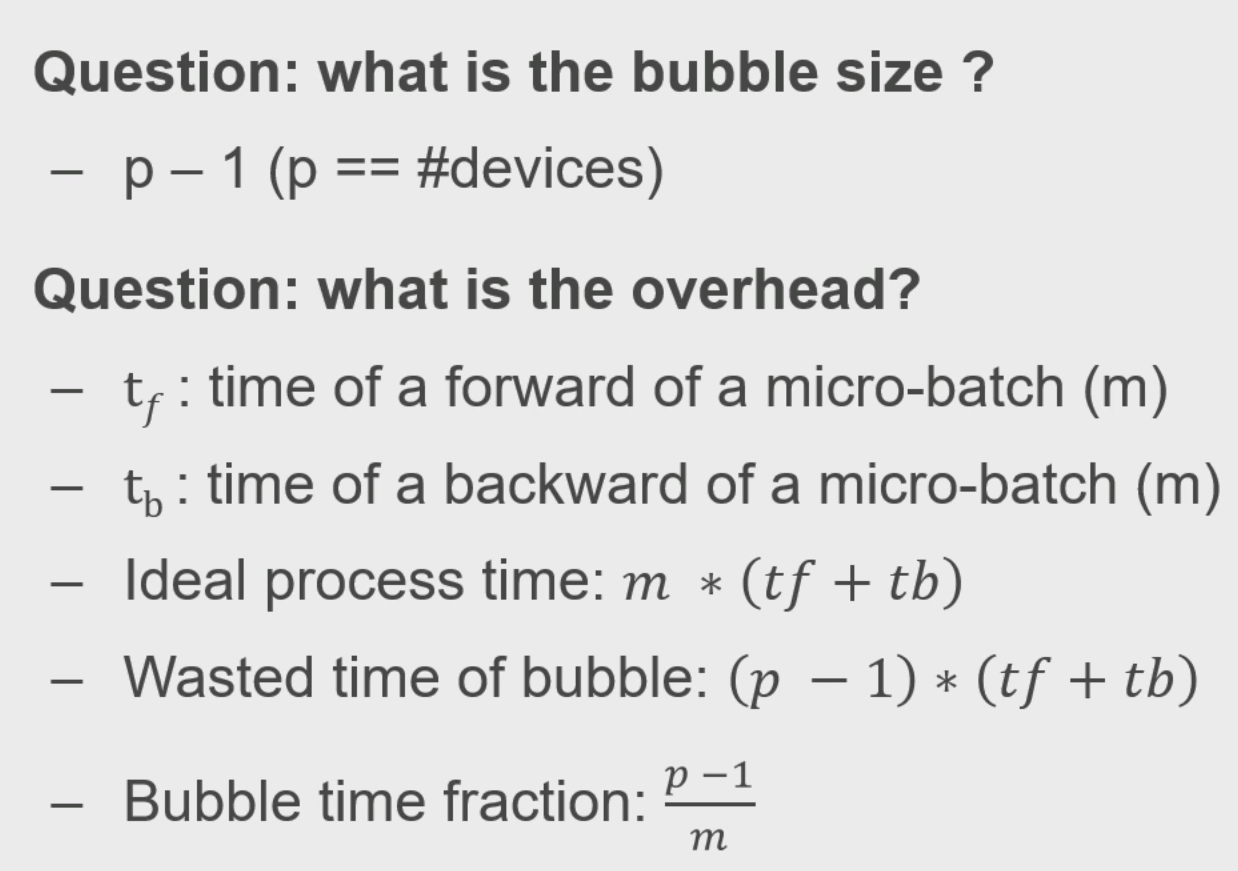 Question: what is the bubble size ?
– p – 1 (p == #devices)
Question: what is the overhead?
– t_f : time of a forward of a micro-batch (m)
– t_b : time of a backward of a micro-batch (m)
– Ideal process time: m * (tf + tb)
– Wasted time of bubble: (p – 1) * (tf + tb)
– Bubble time fraction: \frac{p-1}{m}